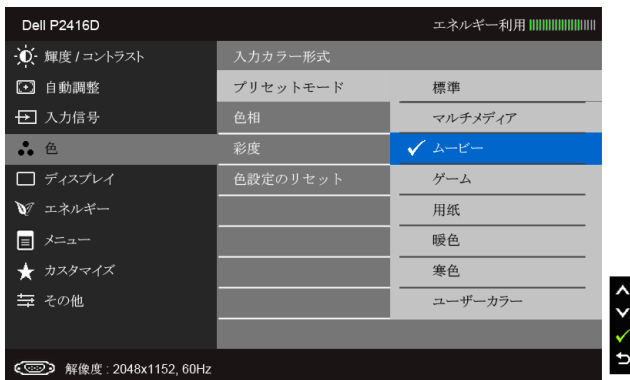 Dell P2416D
エネルギー利用
輝度 / コントラスト
自動調整
入力信号
色
ディスプレイ
エネルギー
メニュー
カスタマイズ
その他
入力カラー形式
プリセットモード
色相
彩度
色設定のリセット
標準
マルチメディア
ムービー
ゲーム
用紙
暖色
寒色
ユーザーカラー
解像度 : 2048x1152, 60Hz